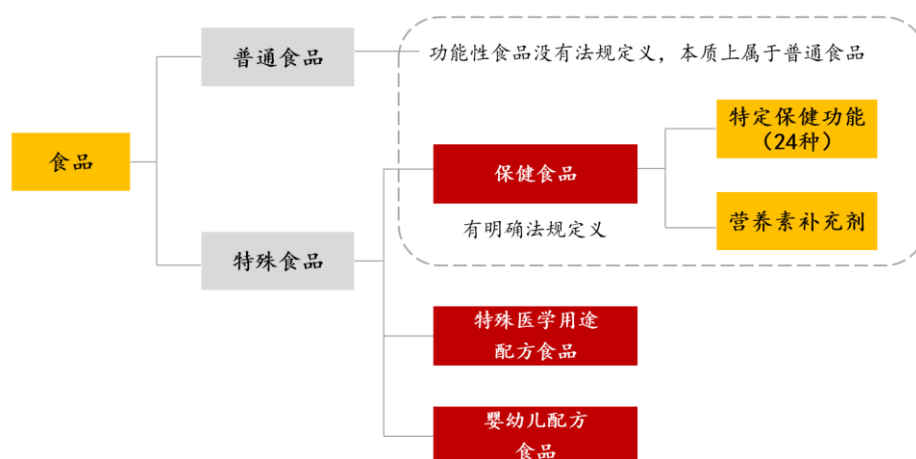 普通食品
功能性食品没有法规定义，本质上属于普通食品
特定保健功能
（24种）
食品
保健食品
有明确法规定义
营养素补充剂
特殊食品
特殊医学用途
配方食品
婴幼儿配方
食品